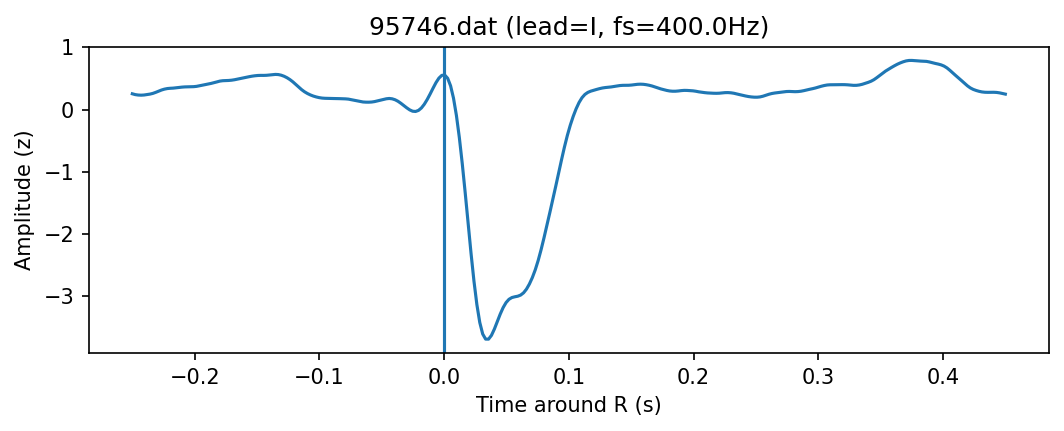 95746.dat (lead=I, fs=400.0Hz)
Amplitude (z)
1
0
−1
−2
−3
−0.2 −0.1 0.0 0.1 0.2 0.3 0.4
Time around R (s)